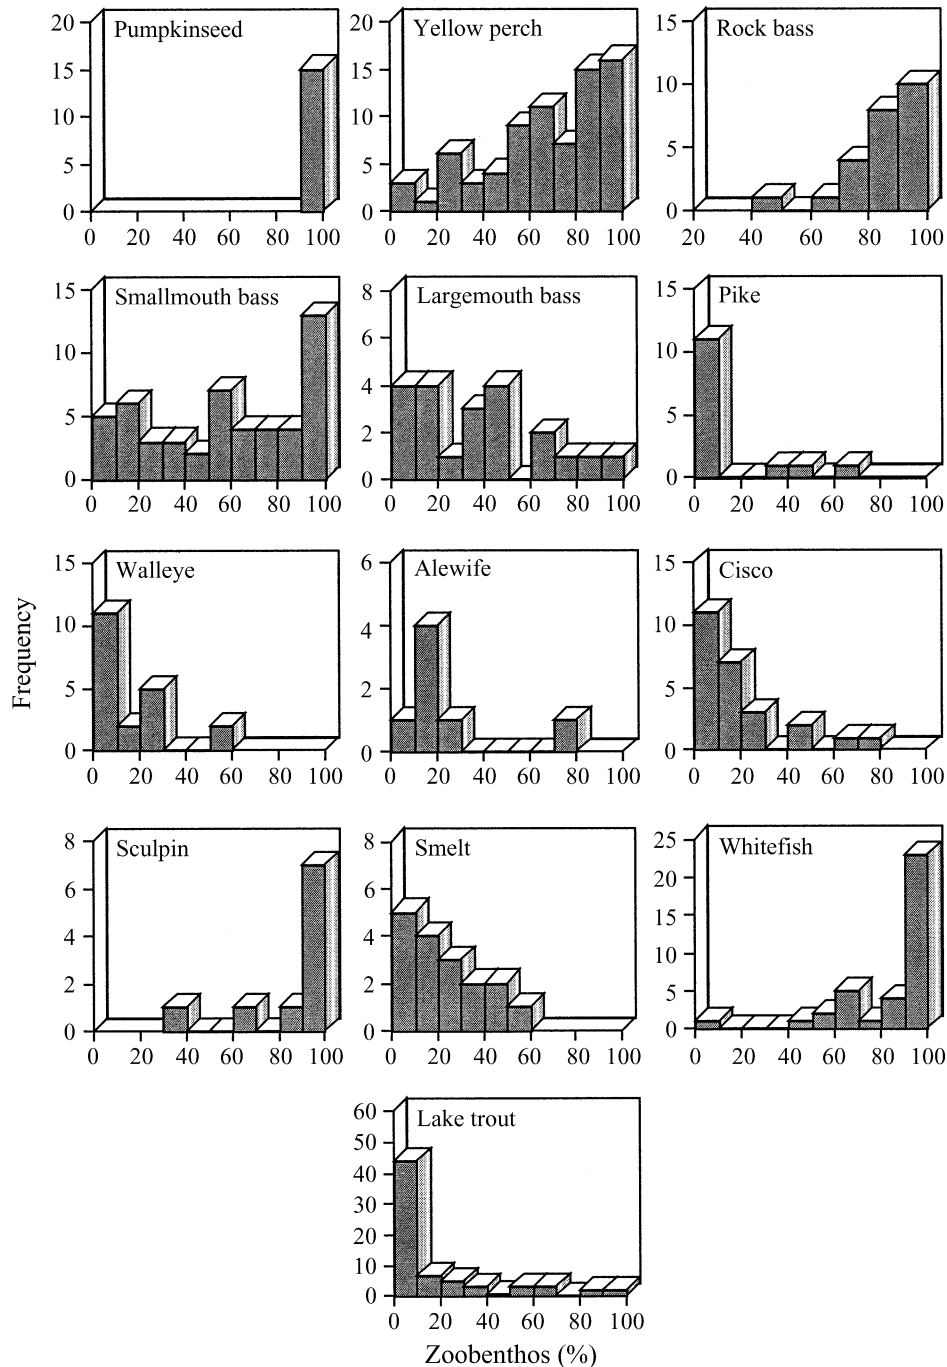 Pumpkinseed
20
15
10
5
0
0 20 40 60 80 100
Yellow perch
20
15
10
5
0
0 20 40 60 80 100
Rock bass
15
10
5
0
20 40 60 80 100
Smallmouth bass
15
10
5
0
0 20 40 60 80 100
Largemouth bass
8
6
4
2
0
0 20 40 60 80 100
Pike
15
10
5
0
0 20 40 60 80 100
Frequency
Walleye
15
10
5
0
0 20 40 60 80 100
Alewife
6
4
2
0
0 20 40 60 80 100
Cisco
15
10
5
0
0 20 40 60 80 100
Sculpin
8
6
4
2
0
0 20 40 60 80 100
Smelt
8
6
4
2
0
0 20 40 60 80 100
Whitefish
25
20
15
10
5
0
0 20 40 60 80 100
Lake trout
60
50
40
30
20
10
0
0 20 40 60 80 100
Zoobenthos (%)